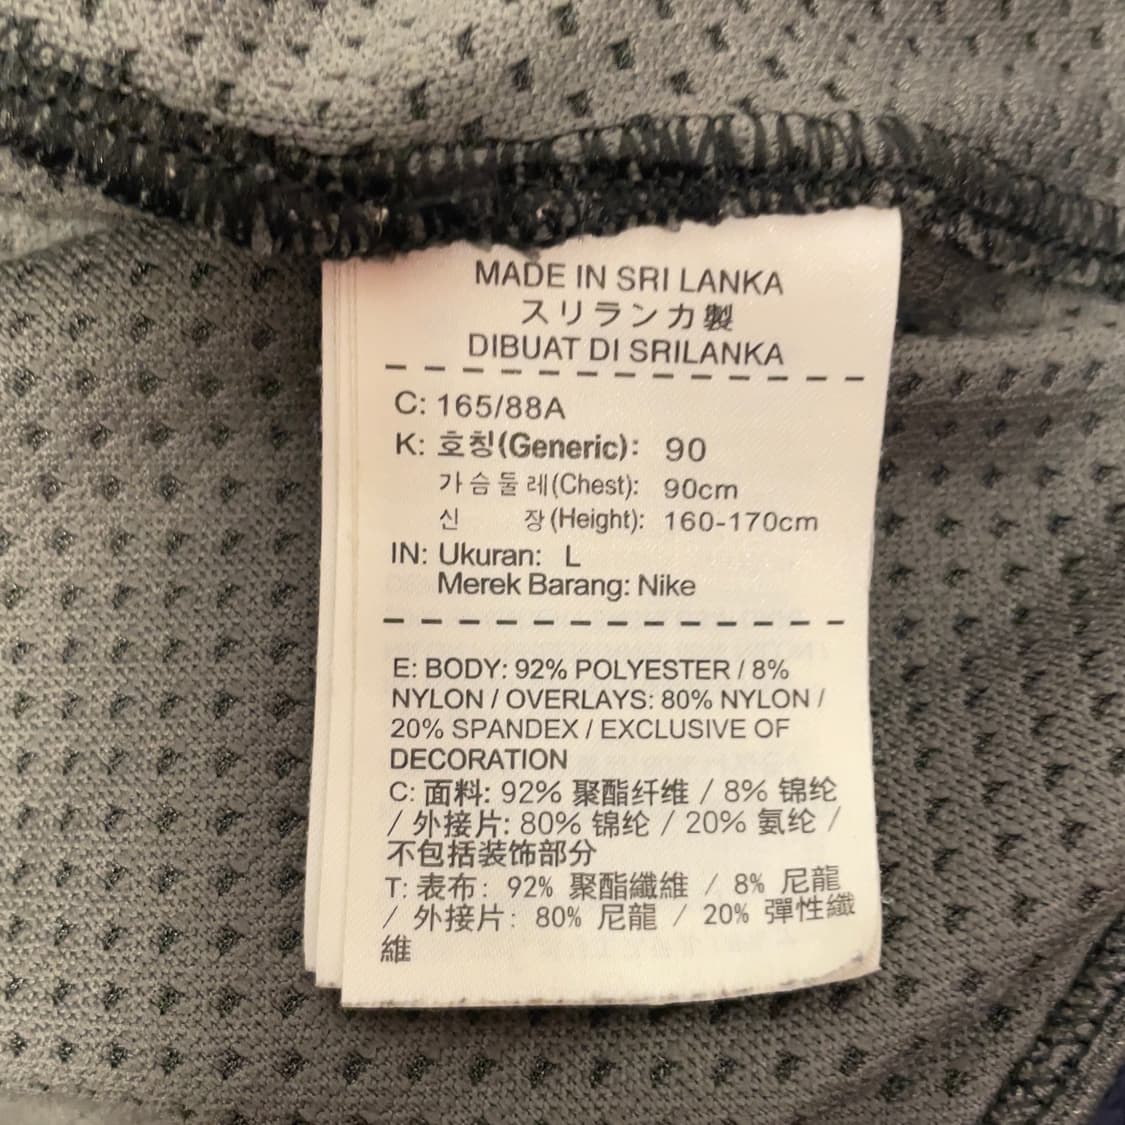 MADE IN SRI LANKA
スリランカ製
DIBUAT DI SRILANKA
C: 165/88A
K: 호칭(Generic): 90
가슴둘레(Chest): 90cm
신 장(Height): 160-170cm
IN: Ukuran: L
Merek Barang: Nike
E: BODY: 92% POLYESTER / 8%
NYLON / OVERLAYS: 80% NYLON /
20% SPANDEX / EXCLUSIVE OF
DECORATION
C: 面料: 92% 聚酯纤维 / 8% 锦纶
/ 外接片: 80% 锦纶 / 20% 氨纶 /
不包括装饰部分
T: 表布: 92% 聚酯纖維 / 8% 尼龍
/ 外接片: 80% 尼龍 / 20% 彈性纖
維